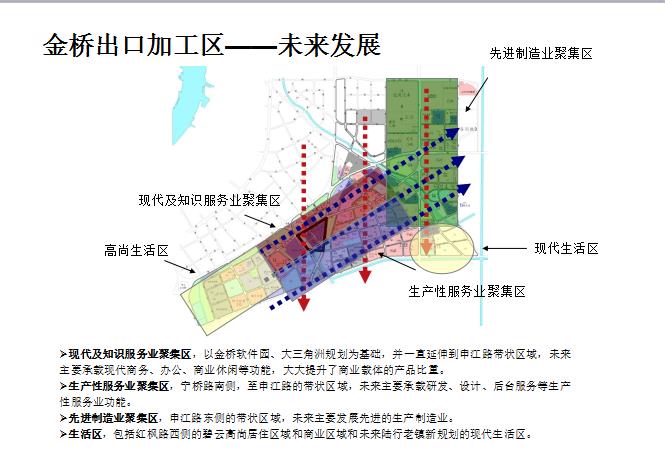 金桥出口加工区——未来发展
先进制造业聚集区
现代及知识服务业聚集区
高尚生活区
现代生活区
生产性服务业聚集区
➢现代及知识服务业聚集区，以金桥软件园、大三角洲规划为基础，并一直延伸到申江路带状区域，未来
主要承载现代商务、办公、商业休闲等功能，大大提升了商业载体的产品比重。
➢生产性服务业聚集区，宁桥路南侧，至申江路的带状区域，未来主要承载研发、设计、后台服务等生产
性服务业功能。
➢先进制造业聚集区，申江路东侧的带状区域，未来主要发展先进的生产制造业。
➢生活区，包括红枫路西侧的碧云高尚居住区域和商业区域和未来陆行老镇新规划的现代生活区。